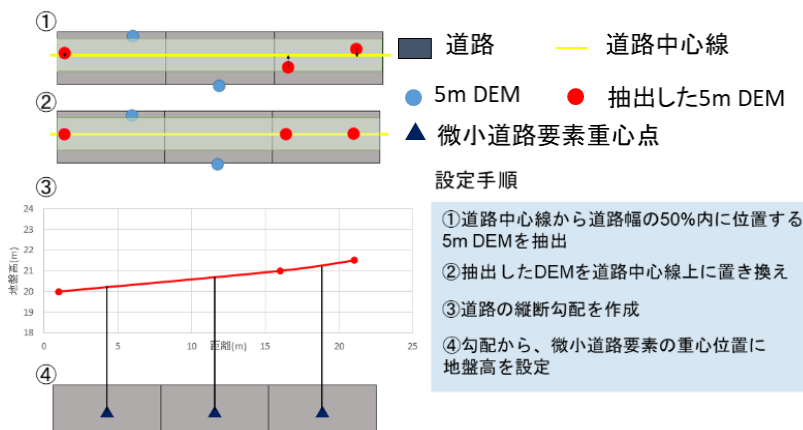 ①
道路
道路中心線
5m DEM
抽出した5m DEM
②
微小道路要素重心点
③
設定手順
①道路中心線から道路幅の50%内に位置する
5m DEMを抽出
②抽出したDEMを道路中心線上に置き換え
③道路の縦断勾配を作成
④勾配から、微小道路要素の重心位置に
地盤高を設定
地盤高(m)
24
23
22
21
20
19
18
0
5
10
15
20
25
距離(m)
④